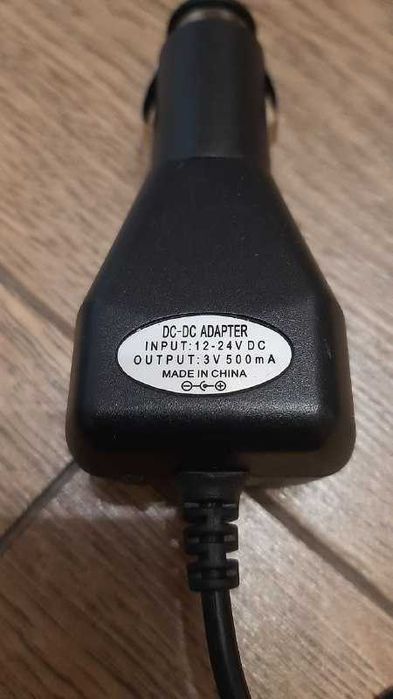 DC-DC ADAPTER
INPUT:12-24V DC
OUTPUT:3V 500mA
MADE IN CHINA